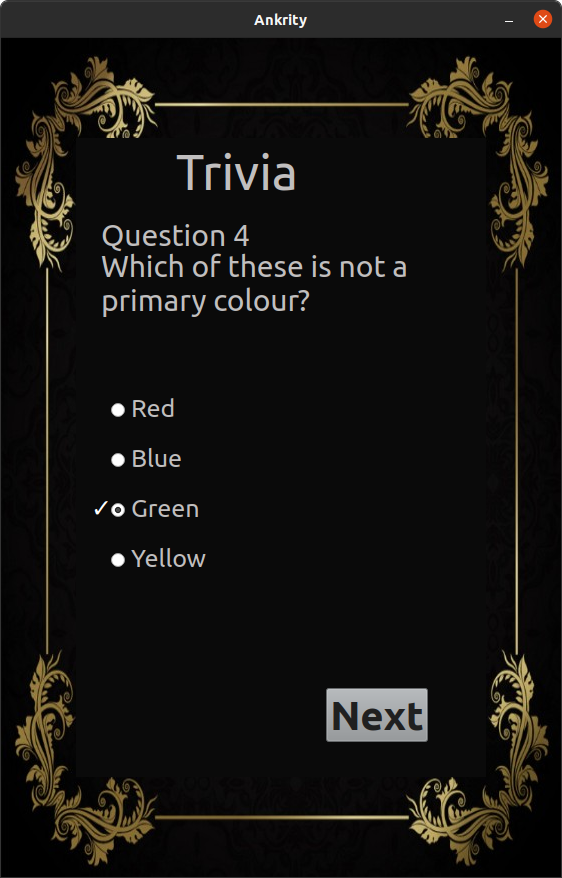 Ankrity
Trivia
Question 4
Which of these is not a
primary colour?
Red
Blue
✓ Green
Yellow
Next